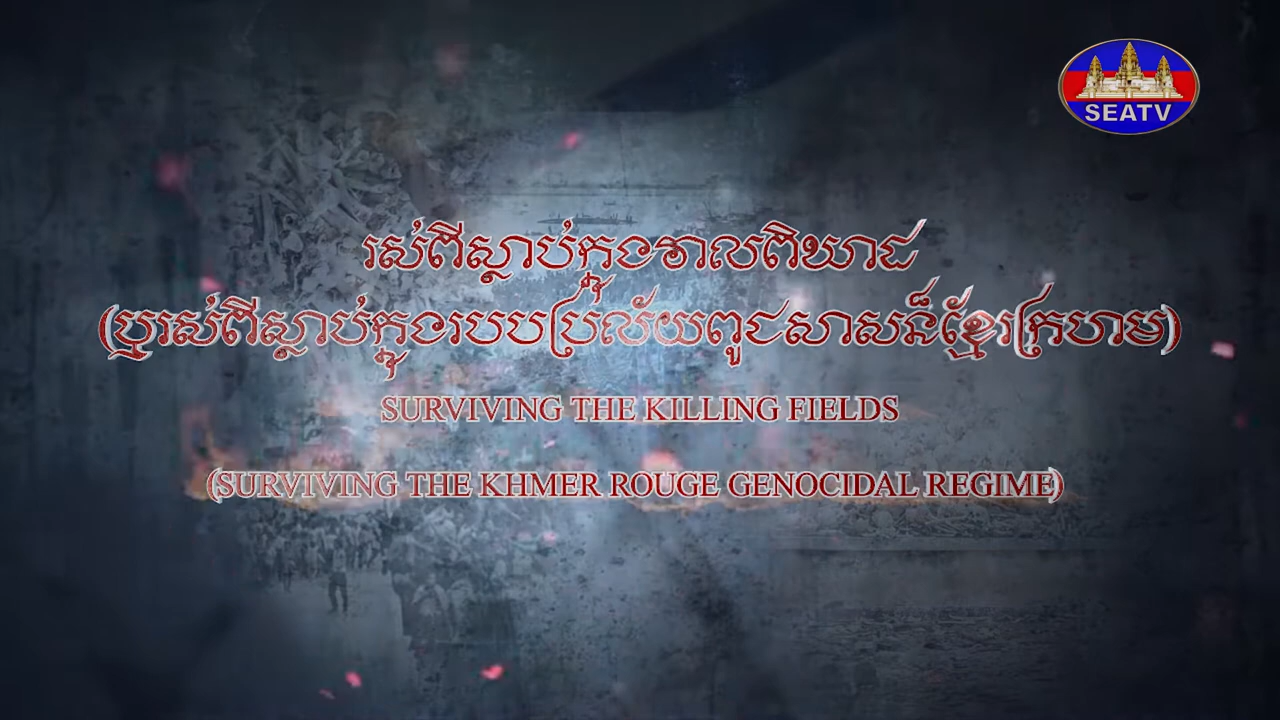 SEATV
រស់ពីស្លាប់ក្នុងវាលពិឃាដ
(ឬរស់ពីស្លាប់ក្នុងរបបប្រល័យពូជសាសន៍ខ្មែរក្រហម)
SURVIVING THE KILLING FIELDS
(SURVIVING THE KHMER ROUGE GENOCIDAL REGIME)